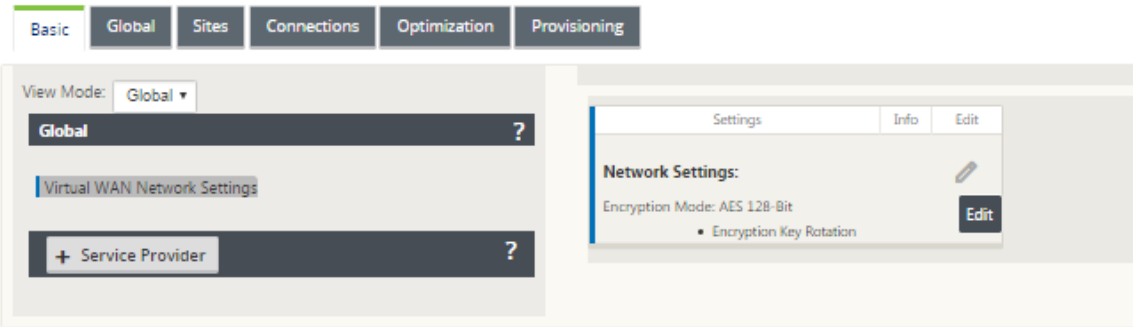 Basic Global Sites Connections Optimization Provisioning
View Mode: Global ▾
Global ?
Virtual WAN Network Settings
+ Service Provider ?
Settings Info Edit
Network Settings:
Encryption Mode: AES 128-Bit
• Encryption Key Rotation
Edit